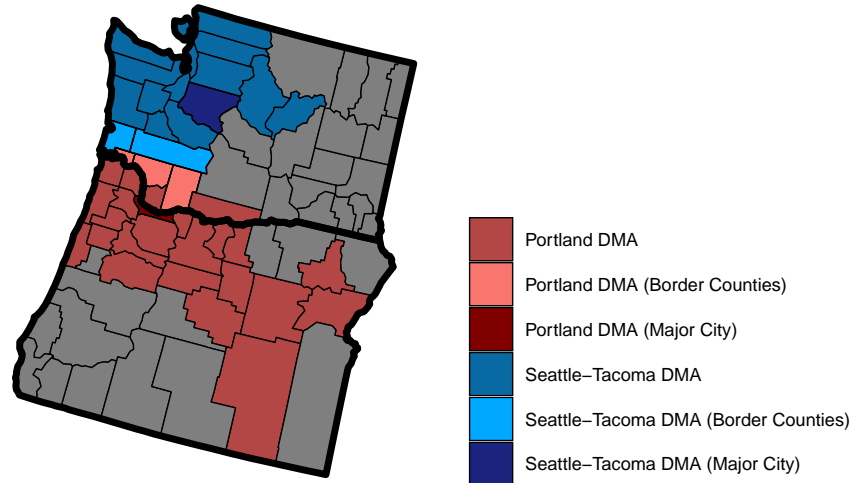 Portland DMA
Portland DMA (Border Counties)
Portland DMA (Major City)
Seattle−Tacoma DMA
Seattle−Tacoma DMA (Border Counties)
Seattle−Tacoma DMA (Major City)